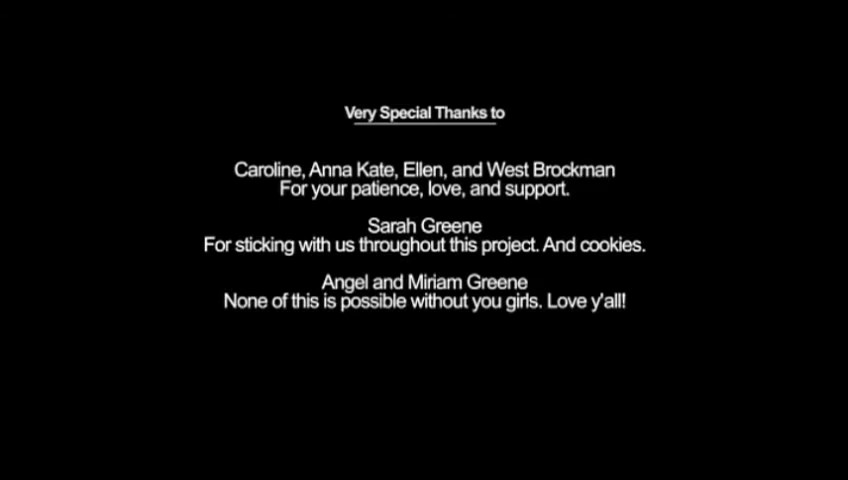 Very Special Thanks to
Caroline, Anna Kate, Ellen, and West Brockman
For your patience, love, and support.
Sarah Greene
For sticking with us throughout this project. And cookies.
Angel and Miriam Greene
None of this is possible without you girls. Love y'all!